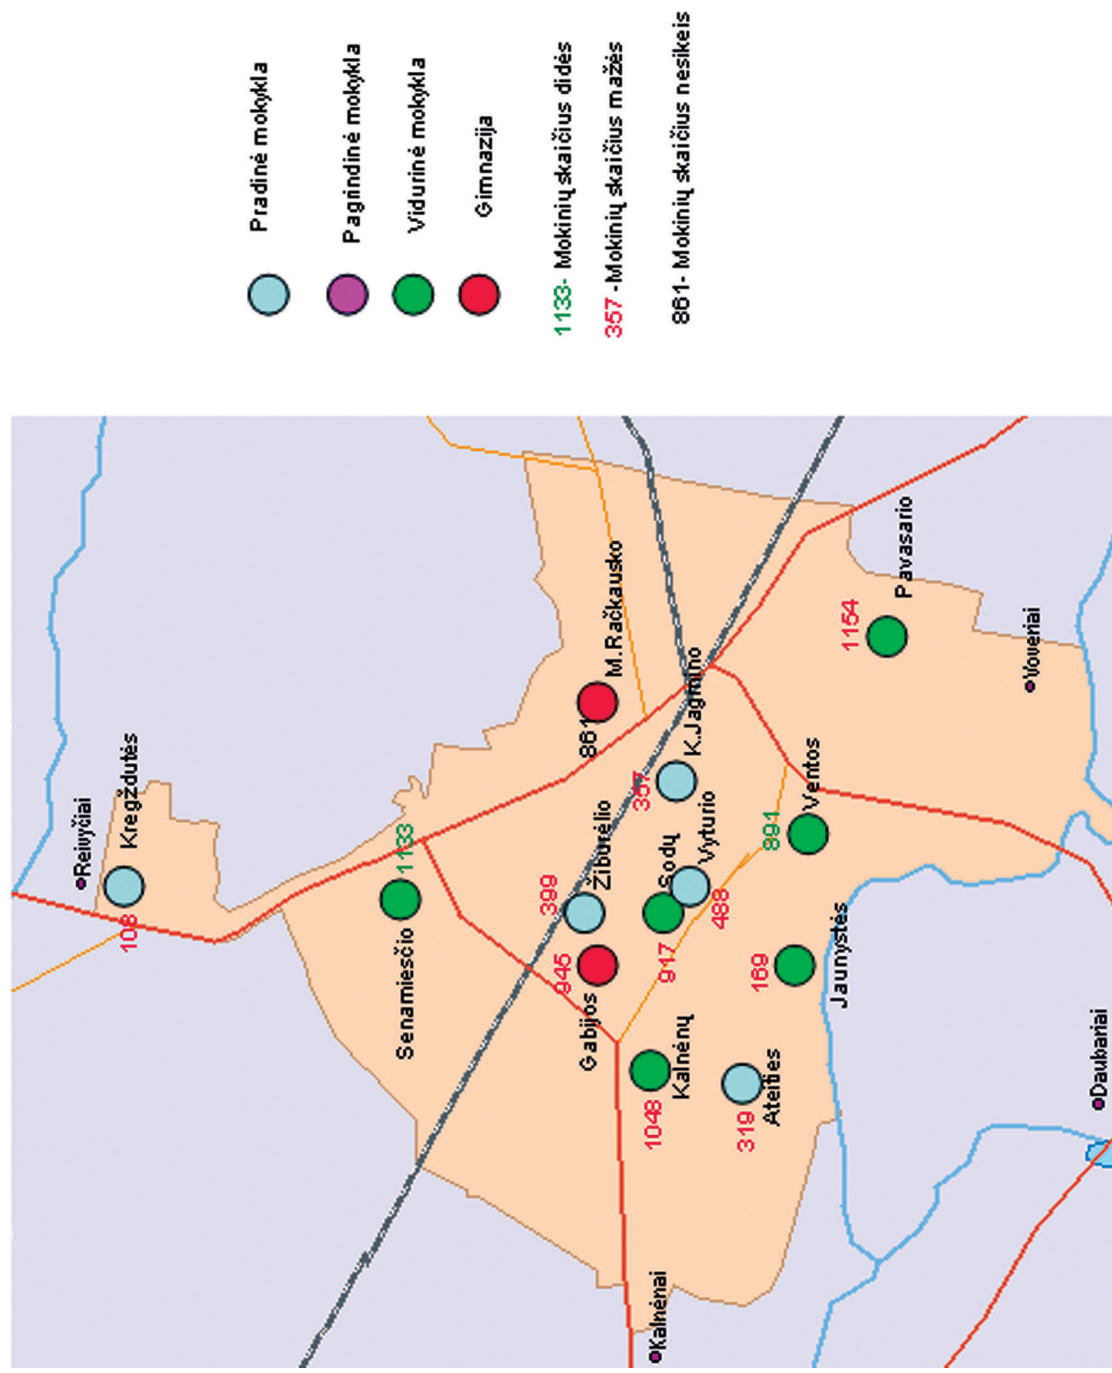 Pradinė mokykla
Pagrindinė mokykla
Vidurinė mokykla
Gimnazija
1133- Mokinių skaičius didės
357 -Mokinių skaičius mažės
861- Mokinių skaičius nesikeis
Reivyčiai
Kregždutės
108
1133
Senamiesčio
M.Račkausko
861
399
Žiburėlio
945
Gabijos
357
K.Jagmino
Sodų
917
Vyturio
488
891
Ventos
1154
Pavasario
Voveriai
169
Jaunystės
Kalnėnų
1048
319
Ateities
Daubariai
Kalnėnai